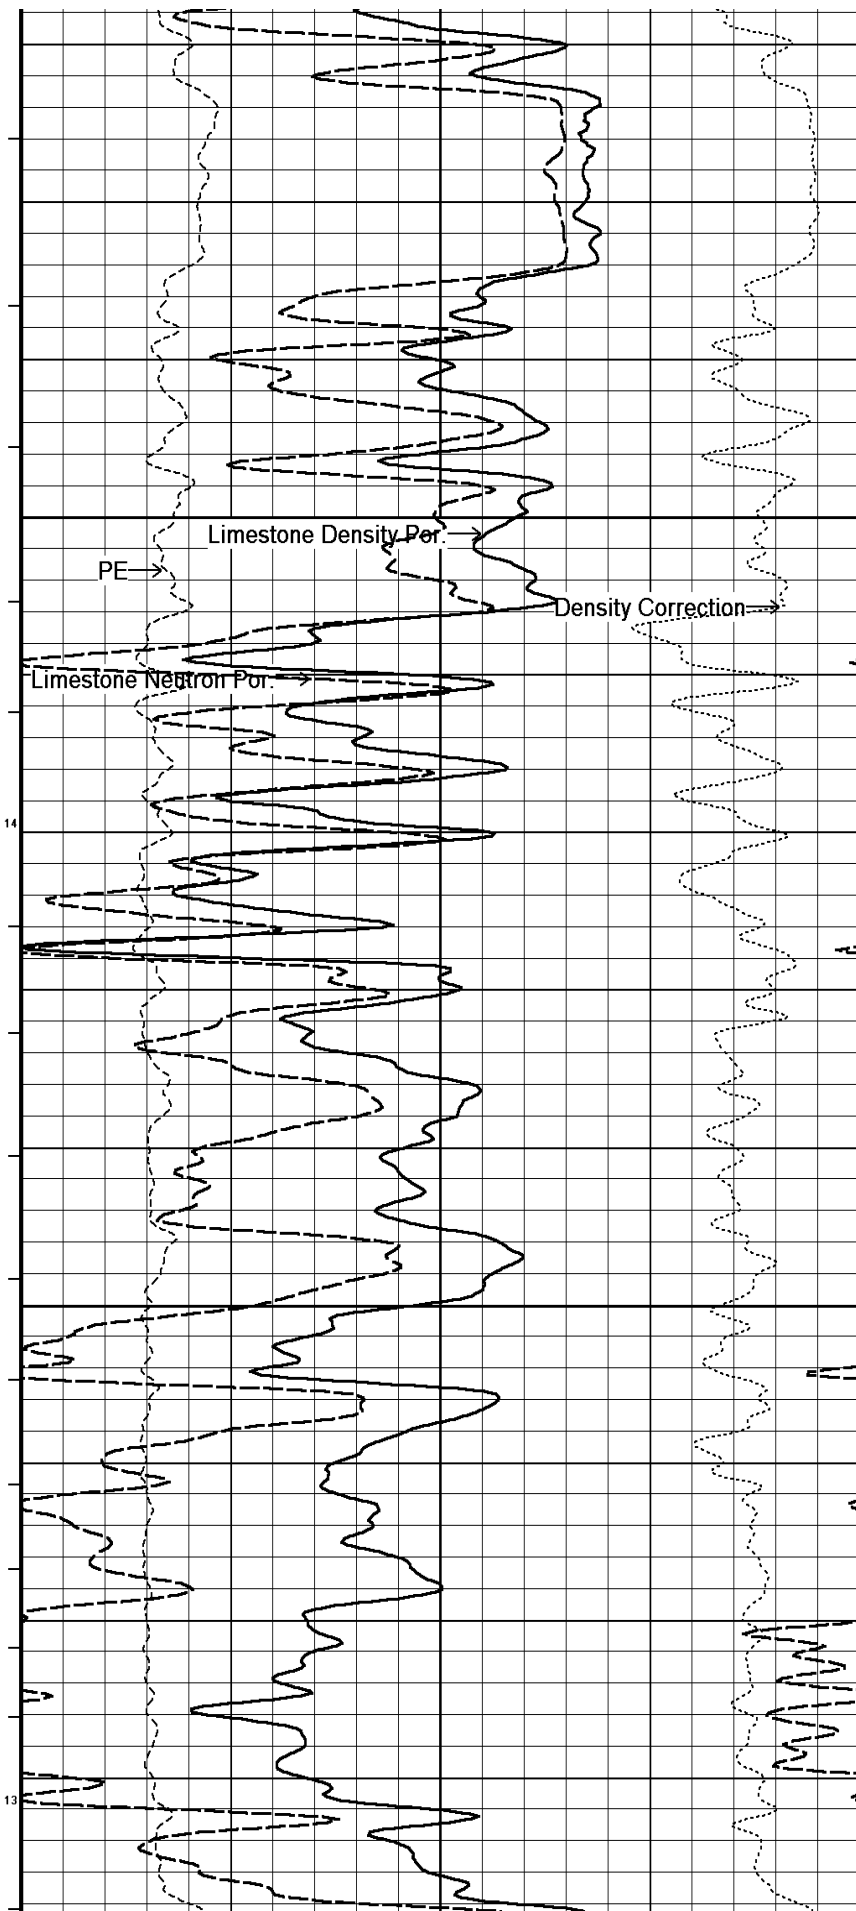 Limestone Density Por.
PE
Density Correction
Limestone Neutron Por.
14
13